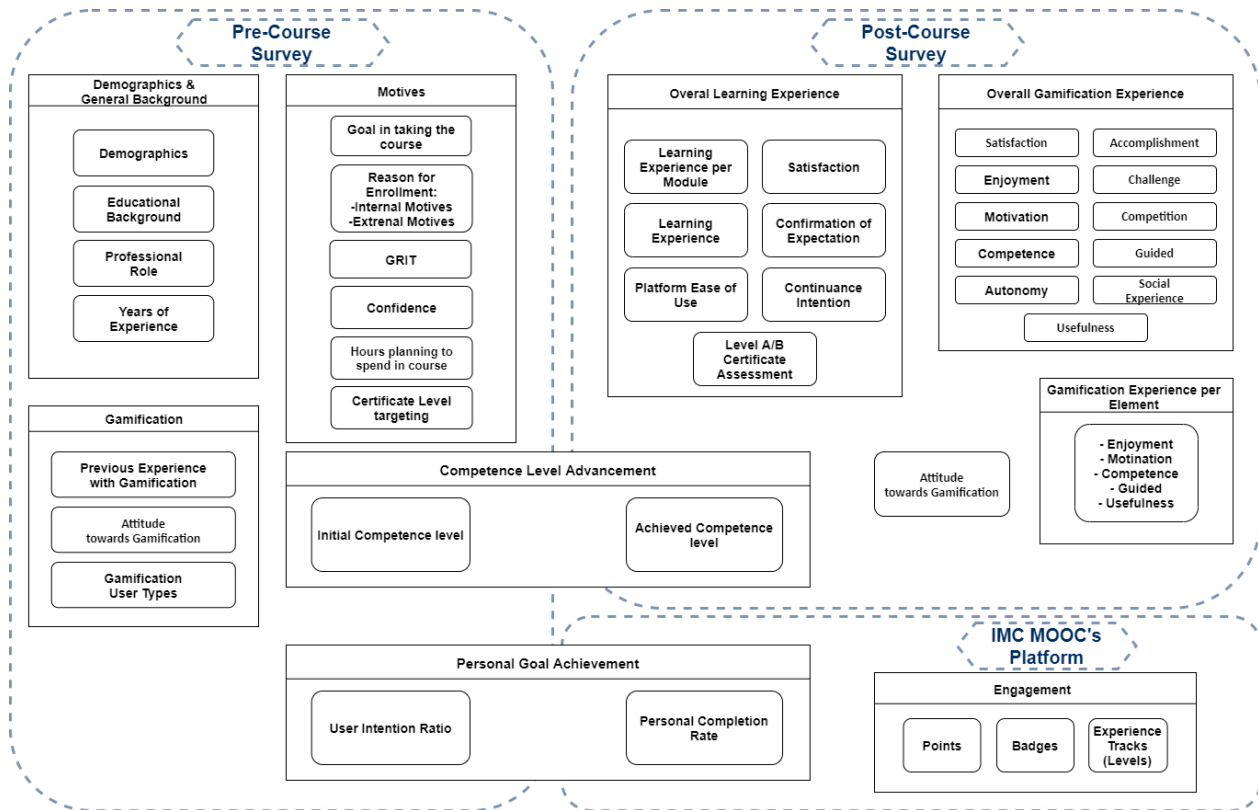 Pre-Course
Survey
Demographics &
General Background
Demographics
Educational
Background
Professional
Role
Years of
Experience
Motives
Goal in taking the
course
Reason for
Enrollment:
-Internal Motives
-Extrenal Motives
GRIT
Confidence
Hours planning to
spend in course
Certificate Level
targeting
Gamification
Previous Experience
with Gamification
Attitude
towards Gamification
Gamification
User Types
Competence Level Advancement
Initial Competence level
Achieved Competence
level
Personal Goal Achievement
User Intention Ratio
Personal Completion
Rate
Post-Course
Survey
Overal Learning Experience
Learning
Experience per
Module
Satisfaction
Learning
Experience
Confirmation of
Expectation
Platform Ease of
Use
Continuance
Intention
Level A/B
Certificate
Assessment
Overall Gamification Experience
Satisfaction
Accomplishment
Enjoyment
Challenge
Motivation
Competition
Competence
Guided
Autonomy
Social
Experience
Usefulness
Attitude
towards Gamification
Gamification Experience per
Element
- Enjoyment
- Motination
- Competence
- Guided
- Usefulness
IMC MOOC's
Platform
Engagement
Points
Badges
Experience
Tracks
(Levels)